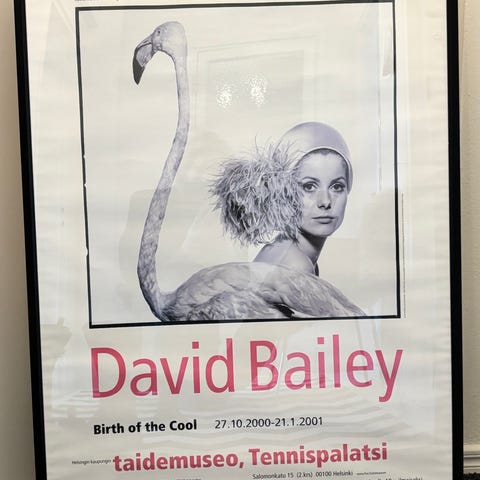 David Bailey
Birth of the Cool 27.10.2000-21.1.2001
Helsingin kaupungin taidemuseo, Tennispalatsi
Salomonkatu 15 (2.krs) 00100 Helsinki